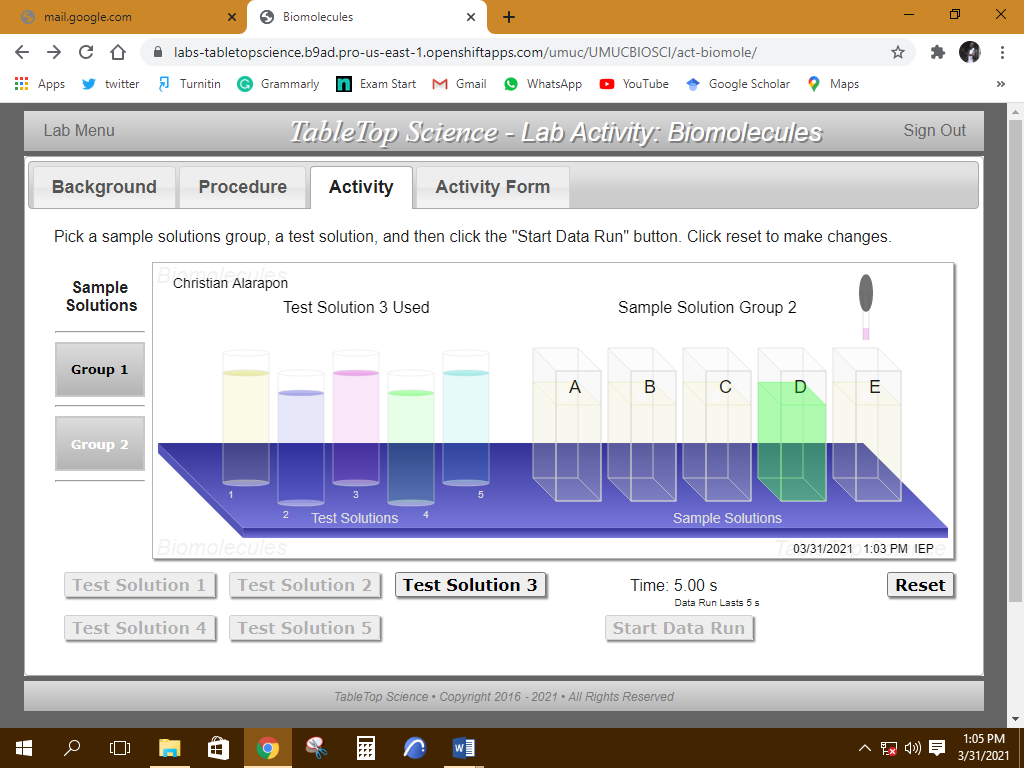 mail.google.com
Biomolecules
labs-tabletopscience.b9ad.pro-us-east-1.openshiftapps.com/umuc/UMUCBIOSCI/act-biomole/
Apps twitter Turnitin Grammarly Exam Start Gmail WhatsApp YouTube Google Scholar Maps »
Lab Menu
TableTop Science - Lab Activity: Biomolecules
Sign Out
Background Procedure Activity Activity Form
Pick a sample solutions group, a test solution, and then click the "Start Data Run" button. Click reset to make changes.
Sample
Solutions
Group 1
Group 2
Biomolecules
Christian Alarapon
Test Solution 3 Used
Sample Solution Group 2
A B C D E
1 2 3 4 5
Test Solutions
Sample Solutions
Biomolecules
03/31/2021 1:03 PM IEP
Test Solution 1 Test Solution 2 Test Solution 3
Time: 5.00 s
Data Run Lasts 5 s
Reset
Test Solution 4 Test Solution 5
Start Data Run
TableTop Science • Copyright 2016 - 2021 • All Rights Reserved
1:05 PM
3/31/2021